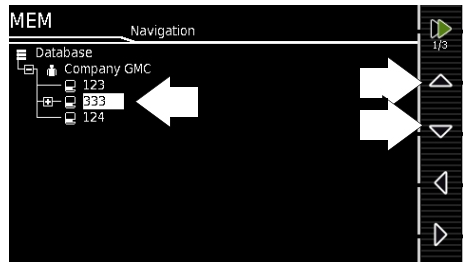 MEM
Navigation
1/3
Database
Company GMC
123
333
124